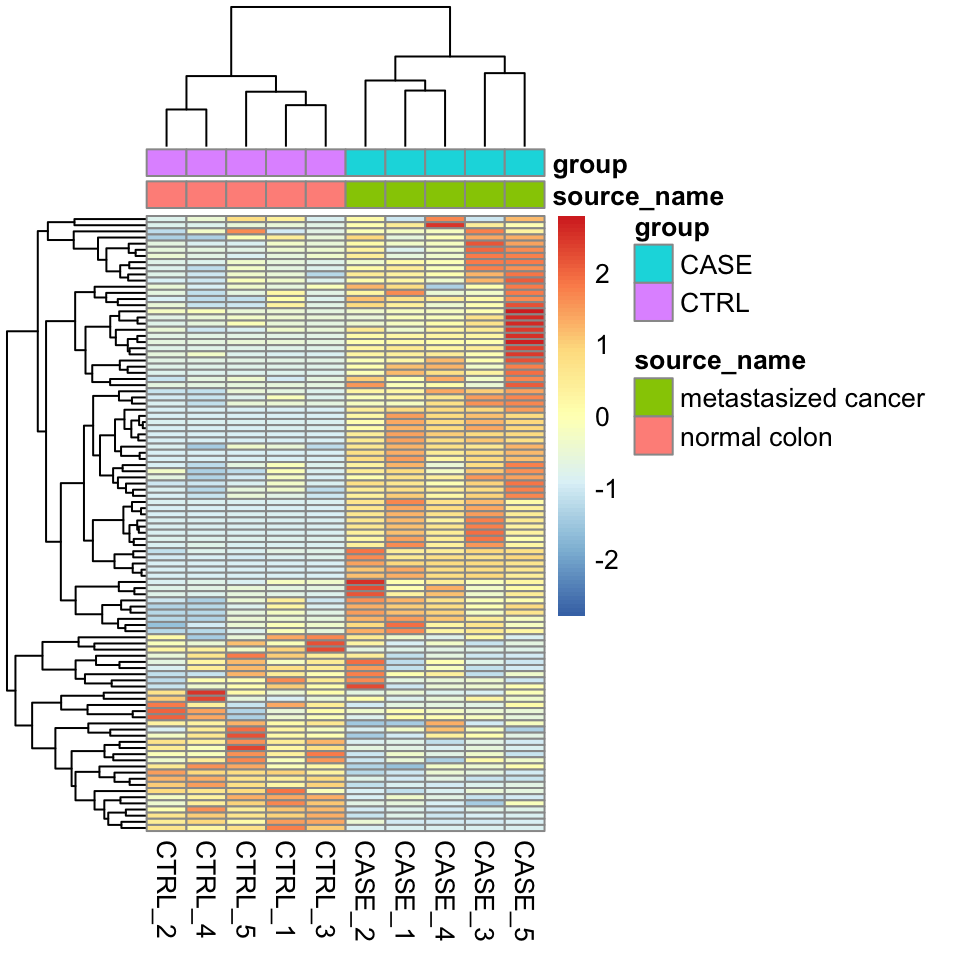 group
source_name
group
CASE
CTRL
source_name
metastasized cancer
normal colon
2
1
0
-1
-2
CTRL_2
CTRL_4
CTRL_5
CTRL_1
CTRL_3
CASE_2
CASE_1
CASE_4
CASE_3
CASE_5